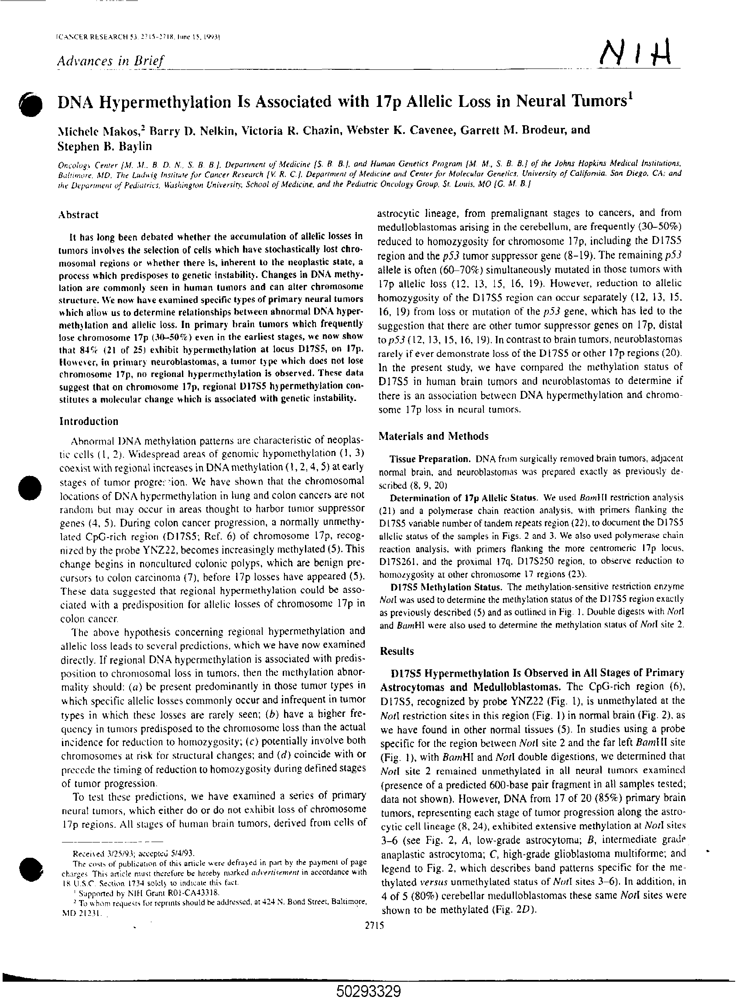 [CANCER RESEARCH 53, 2715-2718, June 15, 1993]
Advances in Brief
NIH
DNA Hypermethylation Is Associated with 17p Allelic Loss in Neural Tumors1
Michele Makos,2 Barry D. Nelkin, Victoria R. Chazin, Webster K. Cavenee, Garrett M. Brodeur, and
Stephen B. Baylin
Oncology Center [M. M., B. D. N., S. B. B.], Department of Medicine [S. B. B.], and Human Genetics Program [M. M., S. B. B.] of the Johns Hopkins Medical Institutions,
Baltimore, MD; The Ludwig Institute for Cancer Research [V. R. C.], Department of Medicine and Center for Molecular Genetics, University of California, San Diego, CA; and
the Department of Pediatrics, Washington University, School of Medicine, and the Pediatric Oncology Group, St. Louis, MO [G. M. B.]
Abstract
It has long been debated whether the accumulation of allelic losses in
tumors involves the selection of cells which have stochastically lost chro-
mosomal regions or whether there is, inherent to the neoplastic state, a
process which predisposes to genetic instability. Changes in DNA methy-
lation are commonly seen in human tumors and can alter chromosome
structure. We now have examined specific types of primary neural tumors
which allow us to determine relationships between abnormal DNA hyper-
methylation and allelic loss. In primary brain tumors which frequently
lose chromosome 17p (30-50%) even in the earliest stages, we now show
that 84% (21 of 25) exhibit hypermethylation at locus D17S5, on 17p.
However, in primary neuroblastomas, a tumor type which does not lose
chromosome 17p, no regional hypermethylation is observed. These data
suggest that on chromosome 17p, regional D17S5 hypermethylation con-
stitutes a molecular change which is associated with genetic instability.
Introduction
Abnormal DNA methylation patterns are characteristic of neoplas-
tic cells (1, 2). Widespread areas of genomic hypomethylation (1, 3)
coexist with regional increases in DNA methylation (1, 2, 4, 5) at early
stages of tumor progression. We have shown that the chromosomal
locations of DNA hypermethylation in lung and colon cancers are not
random but may occur in areas thought to harbor tumor suppressor
genes (4, 5). During colon cancer progression, a normally unmethy-
lated CpG-rich region (D17S5; Ref. 6) of chromosome 17p, recog-
nized by the probe YNZ22, becomes increasingly methylated (5). This
change begins in noncultured colonic polyps, which are benign pre-
cursors to colon carcinoma (7), before 17p losses have appeared (5).
These data suggested that regional hypermethylation could be asso-
ciated with a predisposition for allelic losses of chromosome 17p in
colon cancer.
The above hypothesis concerning regional hypermethylation and
allelic loss leads to several predictions, which we have now examined
directly. If regional DNA hypermethylation is associated with predis-
position to chromosomal loss in tumors, then the methylation abnor-
mality should: (a) be present predominantly in those tumor types in
which specific allelic losses commonly occur and infrequent in tumor
types in which these losses are rarely seen; (b) have a higher fre-
quency in tumors predisposed to the chromosome loss than the actual
incidence for reduction to homozygosity; (c) potentially involve both
chromosomes at risk for structural changes; and (d) coincide with or
precede the timing of reduction to homozygosity during defined stages
of tumor progression.
To test these predictions, we have examined a series of primary
neural tumors, which either do or do not exhibit loss of chromosome
17p regions. All stages of human brain tumors, derived from cells of
Received 3/25/93; accepted 5/4/93.
The costs of publication of this article were defrayed in part by the payment of page
charges. This article must therefore be hereby marked advertisement in accordance with
18 U.S.C. Section 1734 solely to indicate this fact.
1 Supported by NIH Grant R01-CA43318.
2 To whom requests for reprints should be addressed, at 424 N. Bond Street, Baltimore,
MD 21231.
astrocytic lineage, from premalignant stages to cancers, and from
medulloblastomas arising in the cerebellum, are frequently (30–50%)
reduced to homozygosity for chromosome 17p, including the D17S5
region and the p53 tumor suppressor gene (8–19). The remaining p53
allele is often (60–70%) simultaneously mutated in those tumors with
17p allelic loss (12, 13, 15, 16, 19). However, reduction to allelic
homozygosity of the D17S5 region can occur separately (12, 13, 15,
16, 19) from loss or mutation of the p53 gene, which has led to the
suggestion that there are other tumor suppressor genes on 17p, distal
to p53 (12, 13, 15, 16, 19). In contrast to brain tumors, neuroblastomas
rarely if ever demonstrate loss of the D17S5 or other 17p regions (20).
In the present study, we have compared the methylation status of
D17S5 in human brain tumors and neuroblastomas to determine if
there is an association between DNA hypermethylation and chromo-
some 17p loss in neural tumors.
Materials and Methods
Tissue Preparation. DNA from surgically removed brain tumors, adjacent
normal brain, and neuroblastomas was prepared exactly as previously de-
scribed (8, 9, 20)
Determination of 17p Allelic Status. We used BamHI restriction analysis
(21) and a polymerase chain reaction analysis, with primers flanking the
D17S5 variable number of tandem repeats region (22), to document the D17S5
allelic status of the samples in Figs. 2 and 3. We also used polymerase chain
reaction analysis, with primers flanking the more centromeric 17p locus,
D17S261, and the proximal 17q, D17S250 region, to observe reduction to
homozygosity at other chromosome 17 regions (23).
D17S5 Methylation Status. The methylation-sensitive restriction enzyme
NotI was used to determine the methylation status of the D17S5 region exactly
as previously described (5) and as outlined in Fig. 1. Double digests with NotI
and BamHI were also used to determine the methylation status of NotI site 2.
Results
D17S5 Hypermethylation Is Observed in All Stages of Primary
Astrocytomas and Medulloblastomas. The CpG-rich region (6),
D17S5, recognized by probe YNZ22 (Fig. 1), is unmethylated at the
NotI restriction sites in this region (Fig. 1) in normal brain (Fig. 2), as
we have found in other normal tissues (5). In studies using a probe
specific for the region between NotI site 2 and the far left BamHI site
(Fig. 1), with BamHI and NotI double digestions, we determined that
NotI site 2 remained unmethylated in all neural tumors examined
(presence of a predicted 600-base pair fragment in all samples tested;
data not shown). However, DNA from 17 of 20 (85%) primary brain
tumors, representing each stage of tumor progression along the astro-
cytic cell lineage (8, 24), exhibited extensive methylation at NotI sites
3–6 (see Fig. 2, A, low-grade astrocytoma; B, intermediate grade
anaplastic astrocytoma; C, high-grade glioblastoma multiforme; and
legend to Fig. 2, which describes band patterns specific for the me-
thylated versus unmethylated status of NotI sites 3–6). In addition, in
4 of 5 (80%) cerebellar medulloblastomas these same NotI sites were
shown to be methylated (Fig. 2D).
2715
50293329